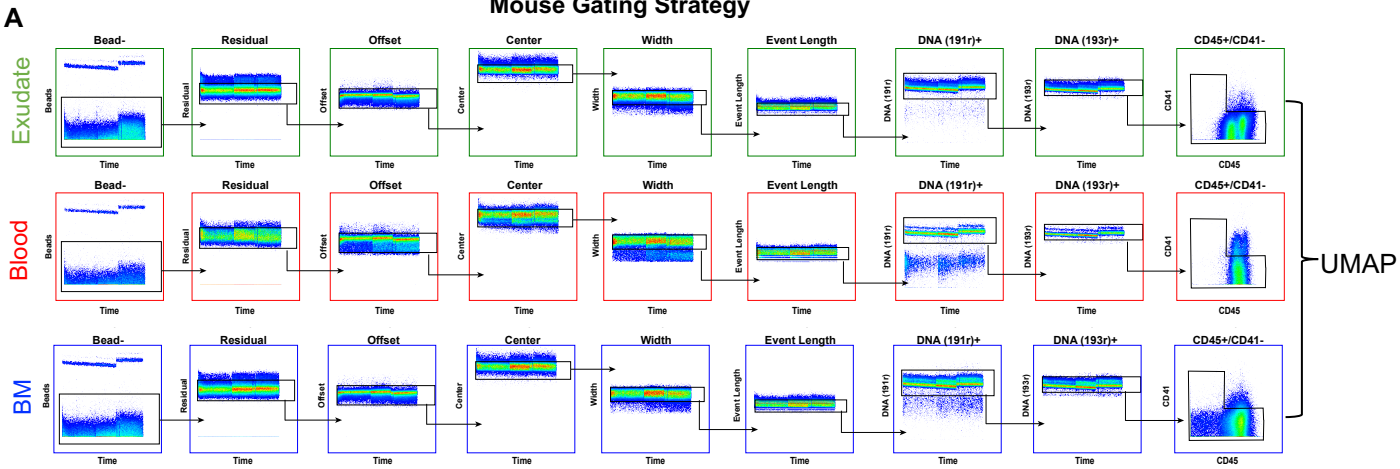 Mouse Gating Strategy
A
Exudate
Bead- Residual Offset Center Width Event Length DNA (191r)+ DNA (193r)+ CD45+/CD41-
Beads Residual Offset Center Width Event Length DNA (191r) DNA (193r) CD41
Time Time Time Time Time Time Time Time CD45
Blood
Bead- Residual Offset Center Width Event Length DNA (191r)+ DNA (193r)+ CD45+/CD41-
Beads Residual Offset Center Width Event Length DNA (191r) DNA (193r) CD41
Time Time Time Time Time Time Time Time CD45
UMAP
BM
Bead- Residual Offset Center Width Event Length DNA (191r)+ DNA (193r)+ CD45+/CD41-
Beads Residual Offset Center Width Event Length DNA (191r) DNA (193r) CD41
Time Time Time Time Time Time Time Time CD45